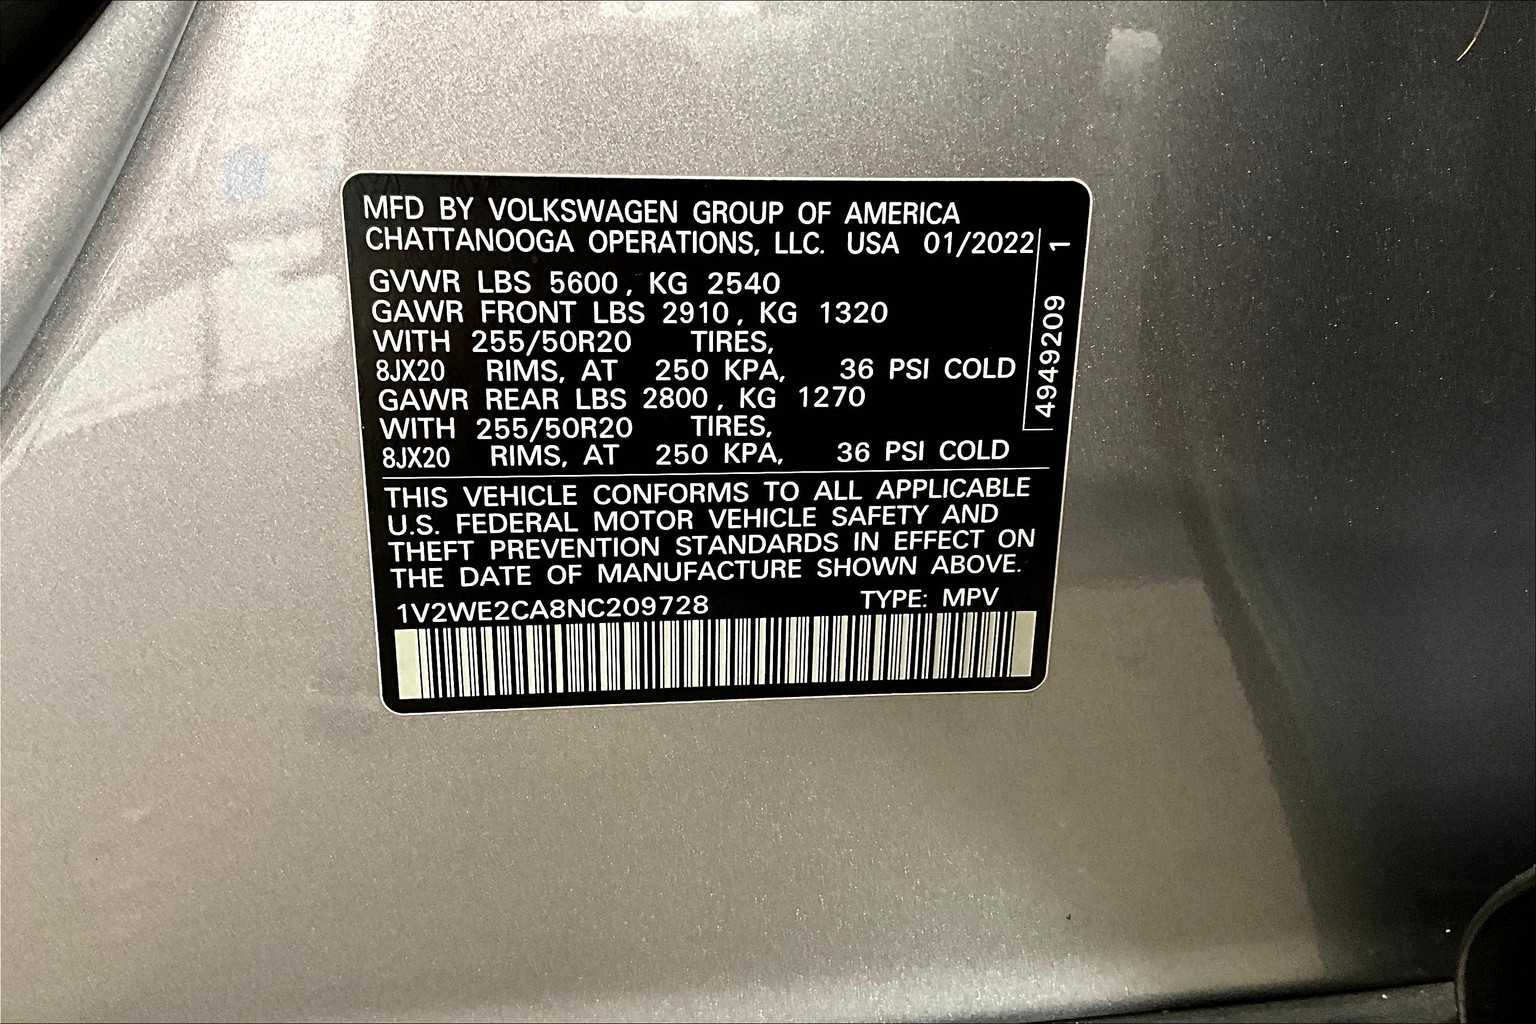 MFD BY VOLKSWAGEN GROUP OF AMERICA
CHATTANOOGA OPERATIONS, LLC. USA 01/2022
GVWR LBS 5600, KG 2540
GAWR FRONT LBS 2910, KG 1320
WITH 255/50R20 TIRES,
8JX20 RIMS, AT 250 KPA, 36 PSI COLD
GAWR REAR LBS 2800, KG 1270
WITH 255/50R20 TIRES,
8JX20 RIMS, AT 250 KPA, 36 PSI COLD
4949209 1
THIS VEHICLE CONFORMS TO ALL APPLICABLE
U.S. FEDERAL MOTOR VEHICLE SAFETY AND
THEFT PREVENTION STANDARDS IN EFFECT ON
THE DATE OF MANUFACTURE SHOWN ABOVE.
1V2WE2CA8NC209728 TYPE: MPV